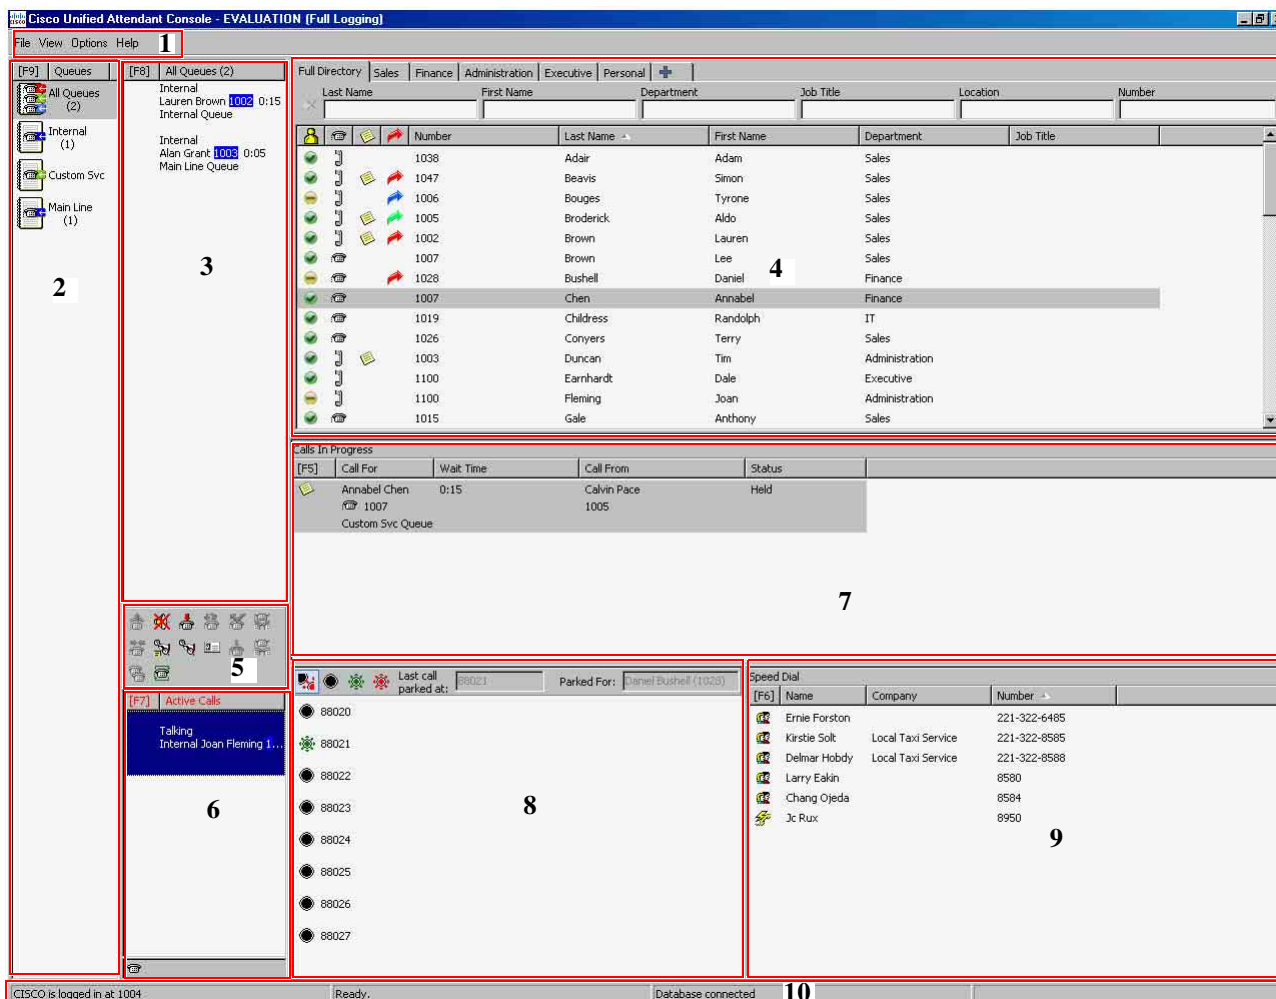 CISCO Cisco Unified Attendant Console - EVALUATION (Full Logging)
File View Options Help 1
[F9] Queues
All Queues
(2)
Internal
(1)
Custom Svc
Main Line
(1)
2
[F8] All Queues (2)
Internal
Lauren Brown 1002 0:15
Internal Queue
Internal
Alan Grant 1003 0:05
Main Line Queue
3
Full Directory Sales Finance Administration Executive Personal
Last Name First Name Department Job Title Location Number
Number Last Name First Name Department Job Title
1038 Adair Adam Sales
1047 Beavis Simon Sales
1006 Bouges Tyrone Sales
1005 Broderick Aldo Sales
1002 Brown Lauren Sales
1007 Brown Lee Sales
1028 Bushell Daniel Finance
1007 Chen Annabel Finance
1019 Childress Randolph IT
1026 Conyers Terry Sales
1003 Duncan Tim Administration
1100 Earnhardt Dale Executive
1100 Fleming Joan Administration
1015 Gale Anthony Sales
4
Calls In Progress
[F5] Call For Wait Time Call From Status
Annabel Chen 0:15 Calvin Pace Held
1007 1005
Custom Svc Queue
7
5
[F7] Active Calls
Talking
Internal Joan Fleming 1...
6
Last call
parked at: 88021 Parked For: Daniel Bushell (1028)
88020
88021
88022
88023
88024
88025
88026
88027
8
Speed Dial
[F6] Name Company Number
Ernie Forston 221-322-6485
Kirstie Solt Local Taxi Service 221-322-8585
Delmar Hobdy Local Taxi Service 221-322-8588
Larry Eakin 8580
Chang Ojeda 8584
Jc Rux 8950
9
CISCO is logged in at 1004 Ready. Database connected 10